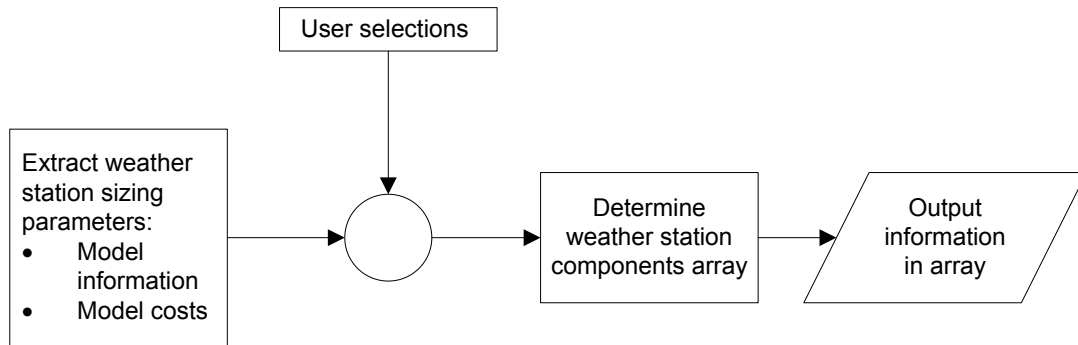 User selections
Extract weather
station sizing
parameters:
• Model
information
• Model costs
Determine
weather station
components array
Output
information
in array